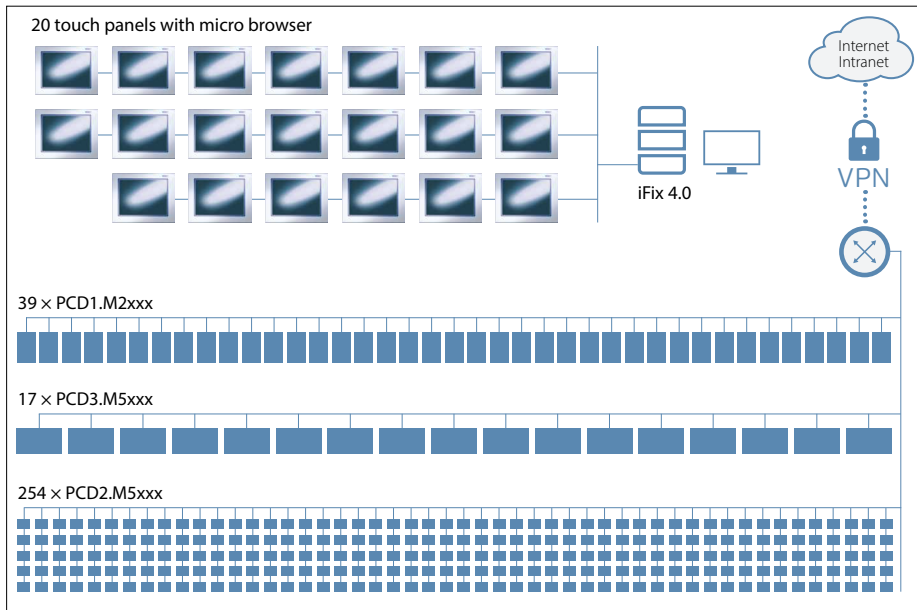 20 touch panels with micro browser
Internet
Intranet
VPN
iFix 4.0
39 × PCD1.M2xxx
17 × PCD3.M5xxx
254 × PCD2.M5xxx